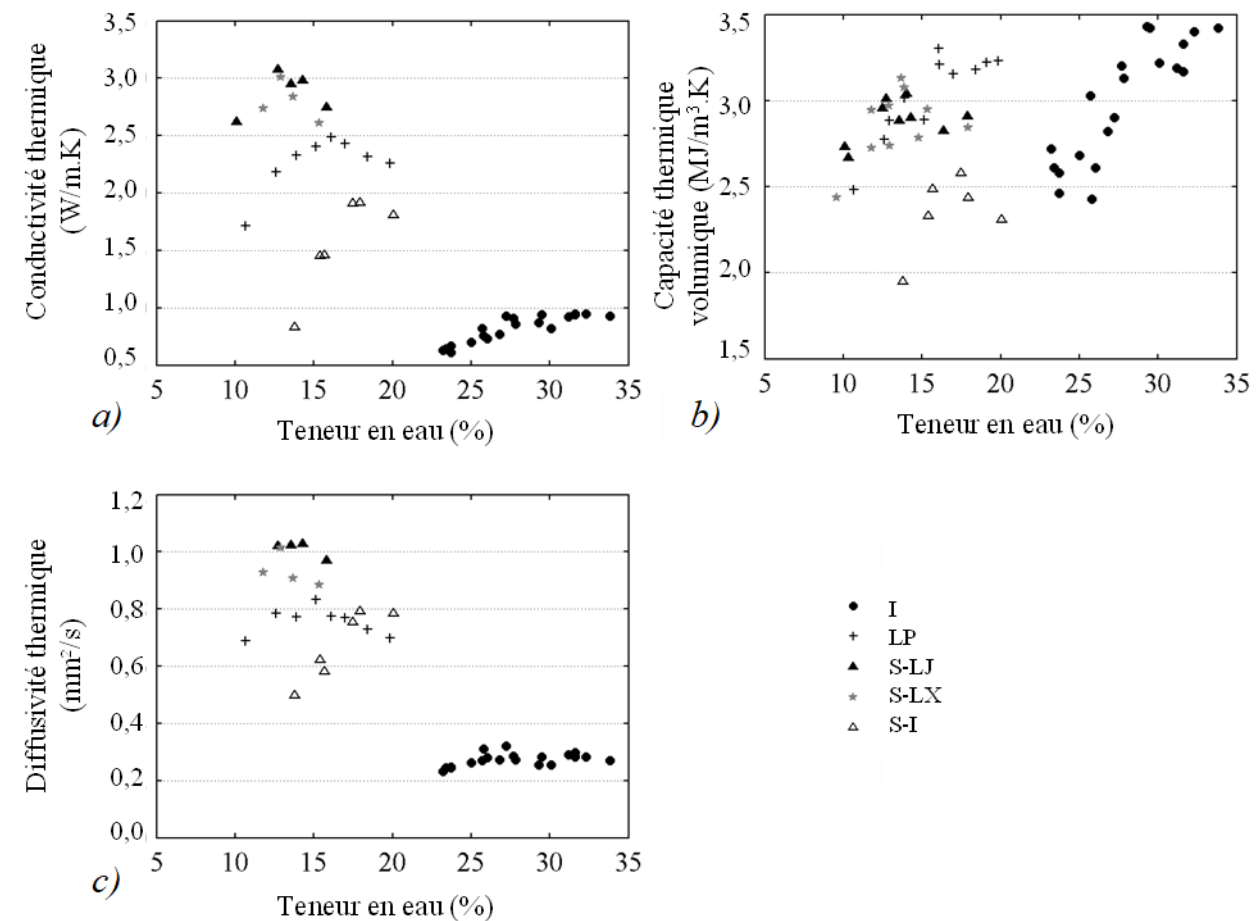 Conductivité thermique
(W/m.K)
3,5
3,0
2,5
2,0
1,5
1,0
0,5
5 10 15 20 25 30 35
a)
Teneur en eau (%)
Capacité thermique
volumique (MJ/m³.K)
3,5
3,0
2,5
2,0
1,5
5 10 15 20 25 30 35
b)
Teneur en eau (%)
Diffusivité thermique
(mm²/s)
1,2
1,0
0,8
0,6
0,4
0,2
0,0
5 10 15 20 25 30 35
c)
Teneur en eau (%)
I
LP
S-LJ
S-LX
S-I